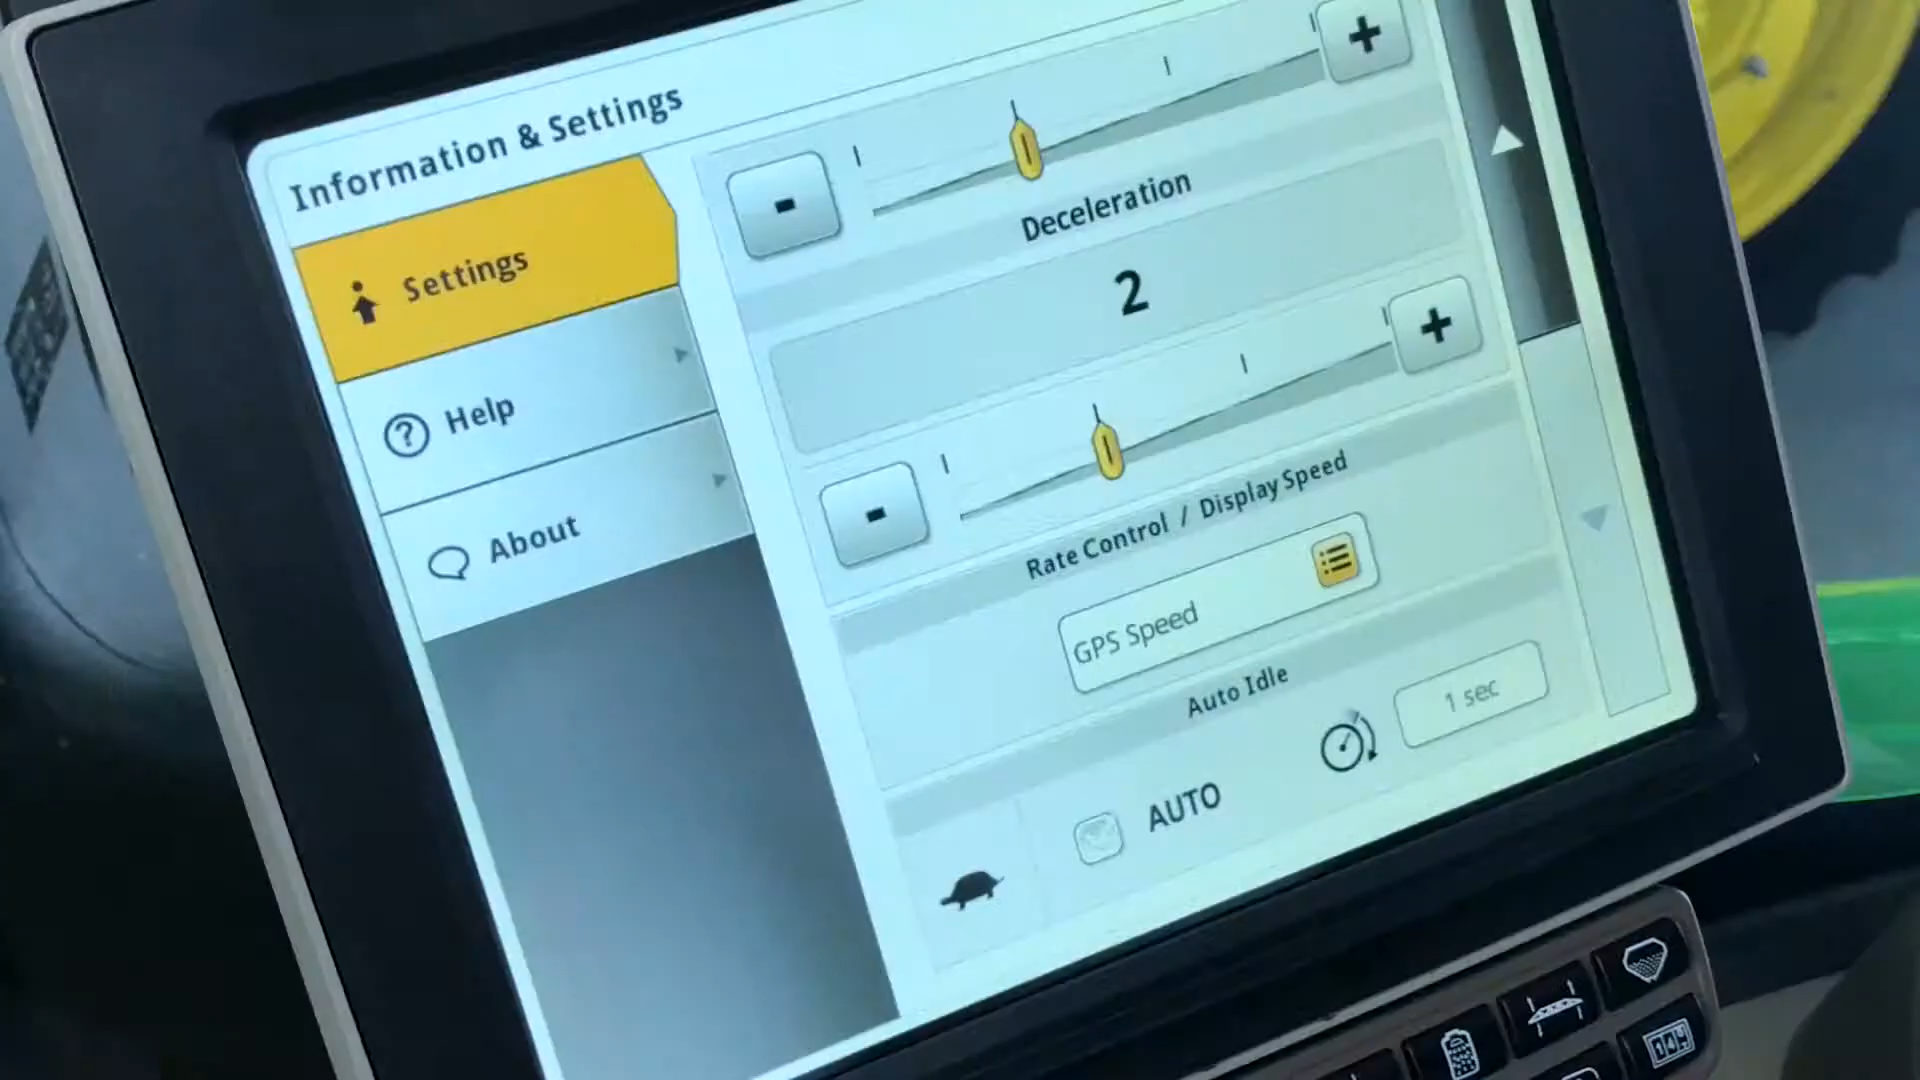 Information & Settings
Settings
Help
About
Deceleration
2
Rate Control / Display Speed
GPS Speed
Auto Idle
1 sec
AUTO